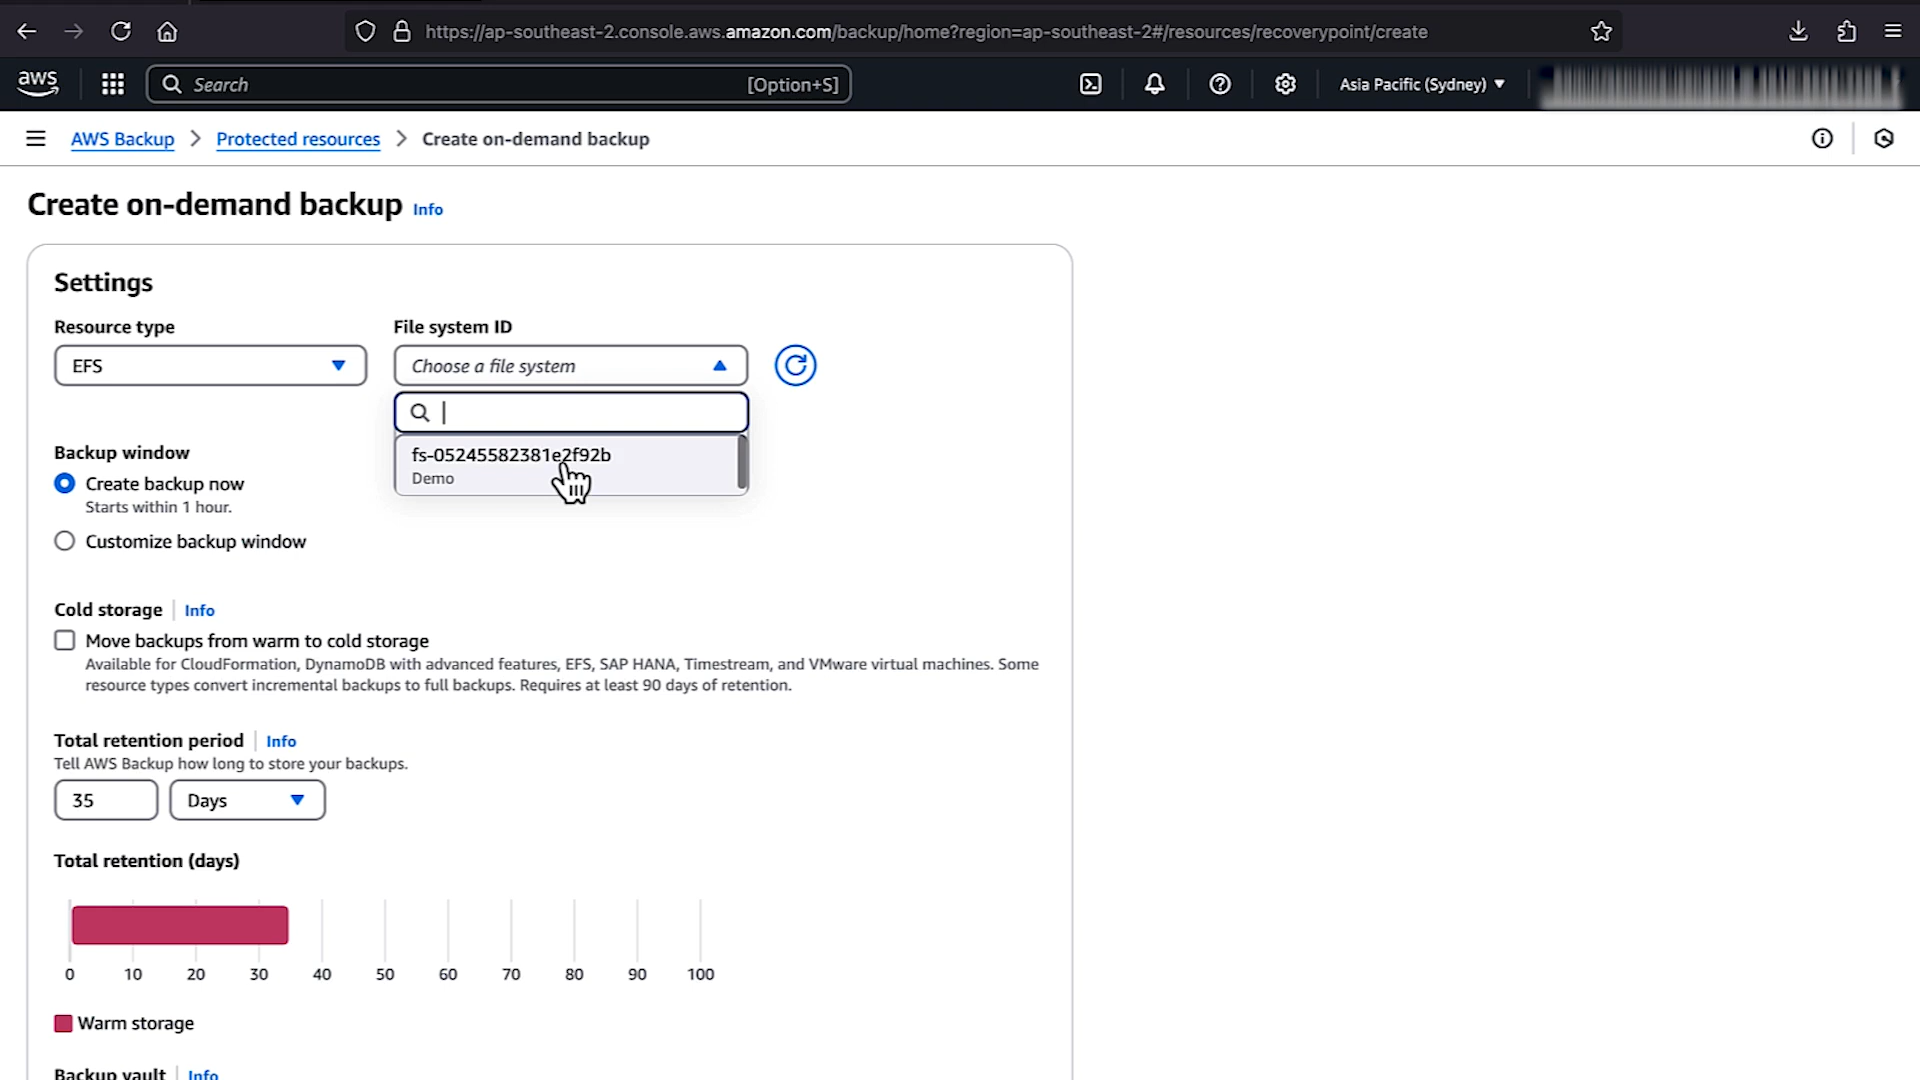 https://ap-southeast-2.console.aws.amazon.com/backup/home?region=ap-southeast-2#/resources/recoverypoint/create
aws
Search
[Option+S]
Asia Pacific (Sydney)
AWS Backup
Protected resources
Create on-demand backup
Create on-demand backup Info
Settings
Resource type
File system ID
EFS
Choose a file system
fs-05245582381e2f92b
Demo
Backup window
Create backup now
Starts within 1 hour.
Customize backup window
Cold storage Info
Move backups from warm to cold storage
Available for CloudFormation, DynamoDB with advanced features, EFS, SAP HANA, Timestream, and VMware virtual machines. Some
resource types convert incremental backups to full backups. Requires at least 90 days of retention.
Total retention period Info
Tell AWS Backup how long to store your backups.
35
Days
Total retention (days)
0 10 20 30 40 50 60 70 80 90 100
Warm storage
Backup vault Info